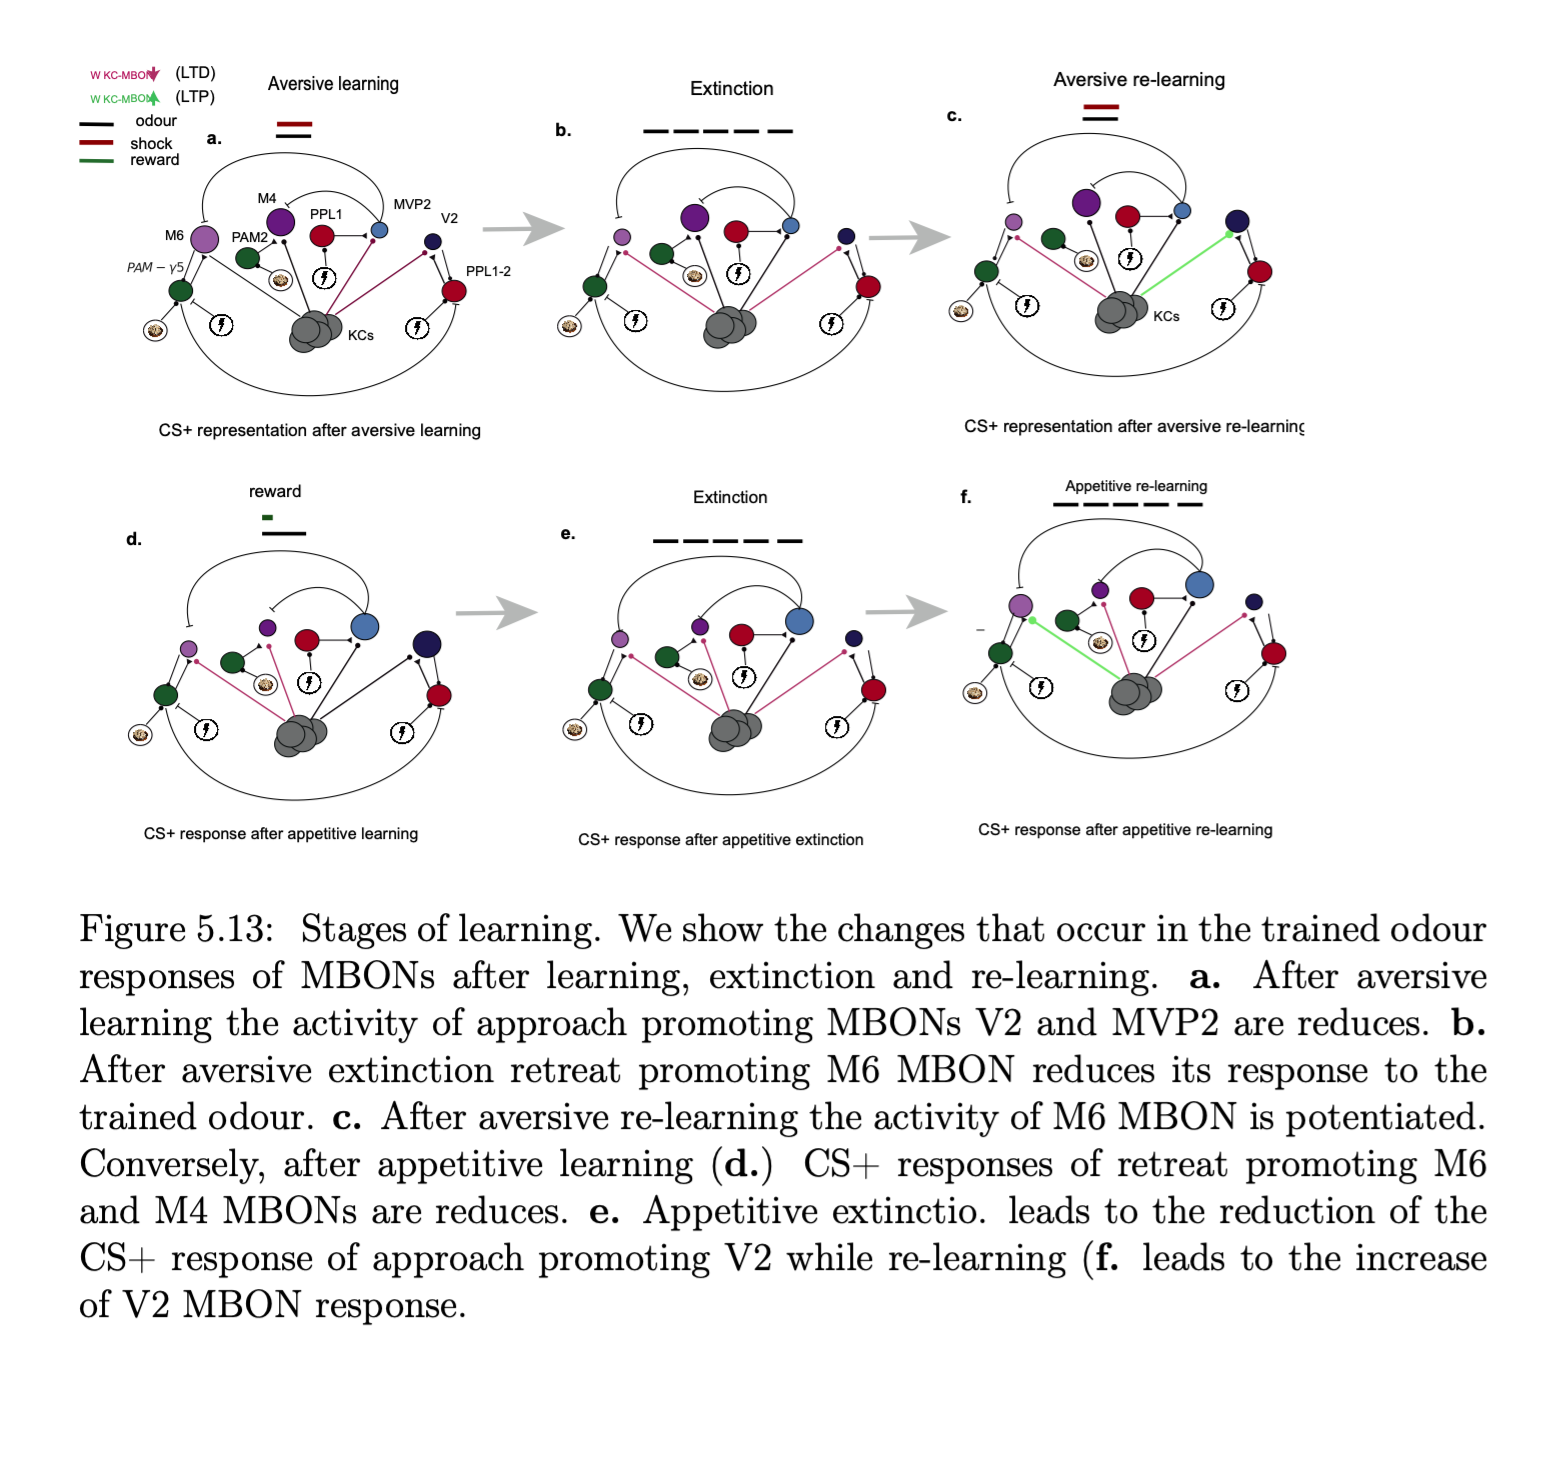 W KC-MBON (LTD)
W KC-MBON (LTP)
odour
shock
reward
Aversive learning
a.
M4
PPL1
MVP2
V2
M6
PAM2
PAM − γ5
PPL1-2
KCs
CS+ representation after aversive learning
Extinction
b.
Aversive re-learning
c.
KCs
CS+ representation after aversive re-learning
reward
d.
CS+ response after appetitive learning
Extinction
e.
CS+ response after appetitive extinction
Appetitive re-learning
f.
CS+ response after appetitive re-learning
Figure 5.13: Stages of learning. We show the changes that occur in the trained odour
responses of MBONs after learning, extinction and re-learning. a. After aversive
learning the activity of approach promoting MBONs V2 and MVP2 are reduces. b.
After aversive extinction retreat promoting M6 MBON reduces its response to the
trained odour. c. After aversive re-learning the activity of M6 MBON is potentiated.
Conversely, after appetitive learning (d.) CS+ responses of retreat promoting M6
and M4 MBONs are reduces. e. Appetitive extinctio. leads to the reduction of the
CS+ response of approach promoting V2 while re-learning (f. leads to the increase
of V2 MBON response.